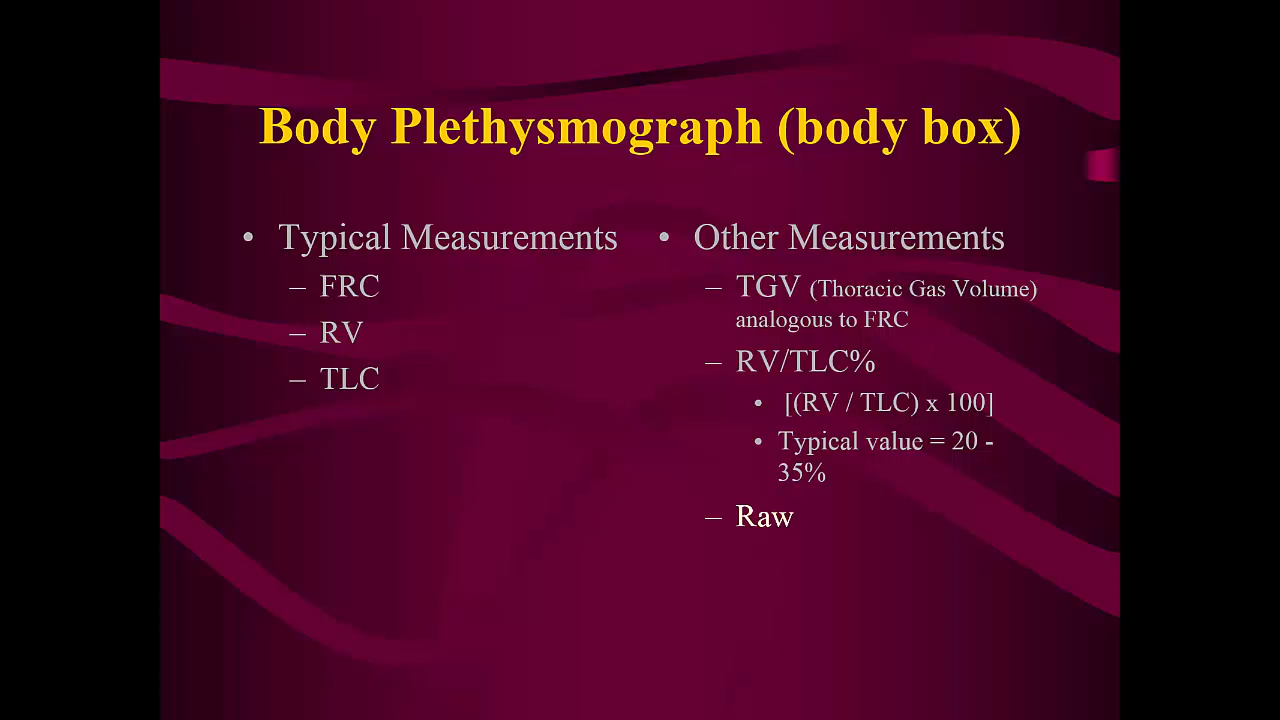 Body Plethysmograph (body box)
• Typical Measurements
– FRC
– RV
– TLC
• Other Measurements
– TGV (Thoracic Gas Volume)
analogous to FRC
– RV/TLC%
• [(RV / TLC) x 100]
• Typical value = 20 -
35%
– Raw